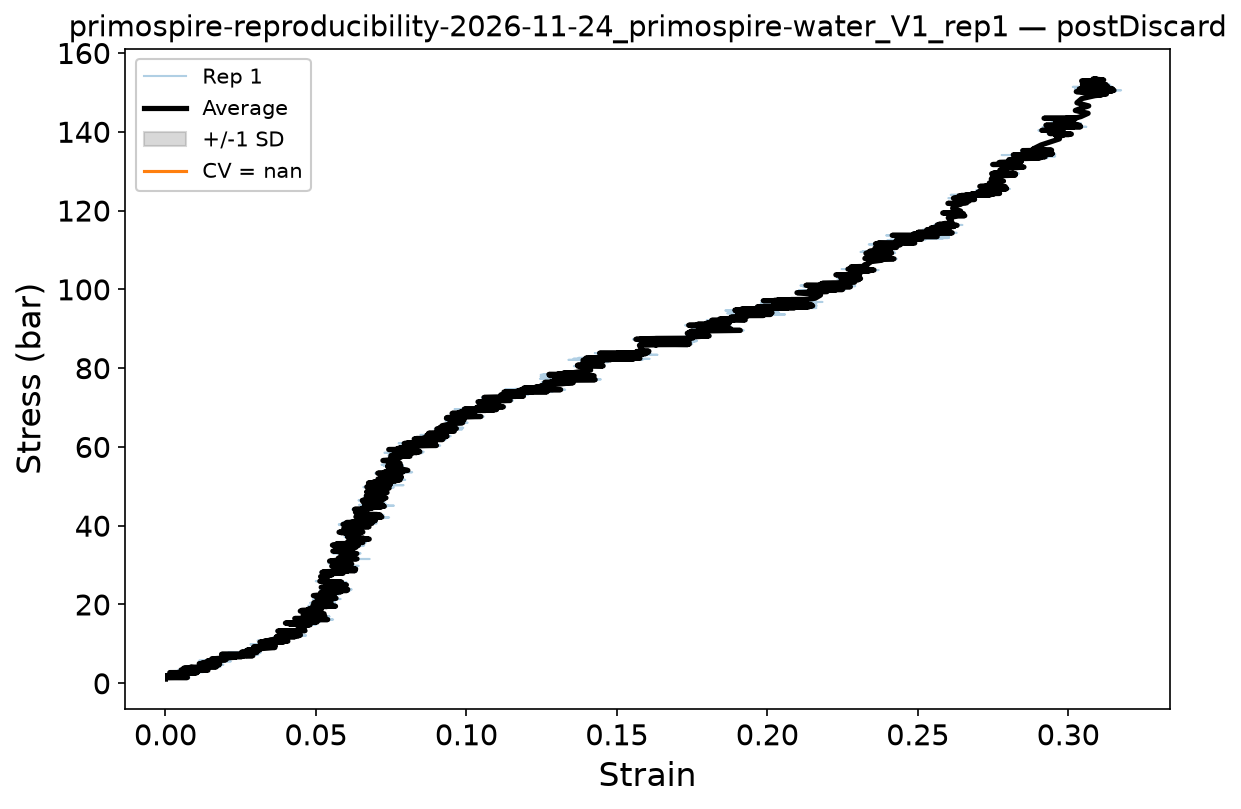 primospire-reproducibility-2026-11-24_primospire-water_V1_rep1 — postDiscard
Rep 1
Average
+/-1 SD
CV = nan
Stress (bar)
160
140
120
100
80
60
40
20
0
0.00 0.05 0.10 0.15 0.20 0.25 0.30
Strain